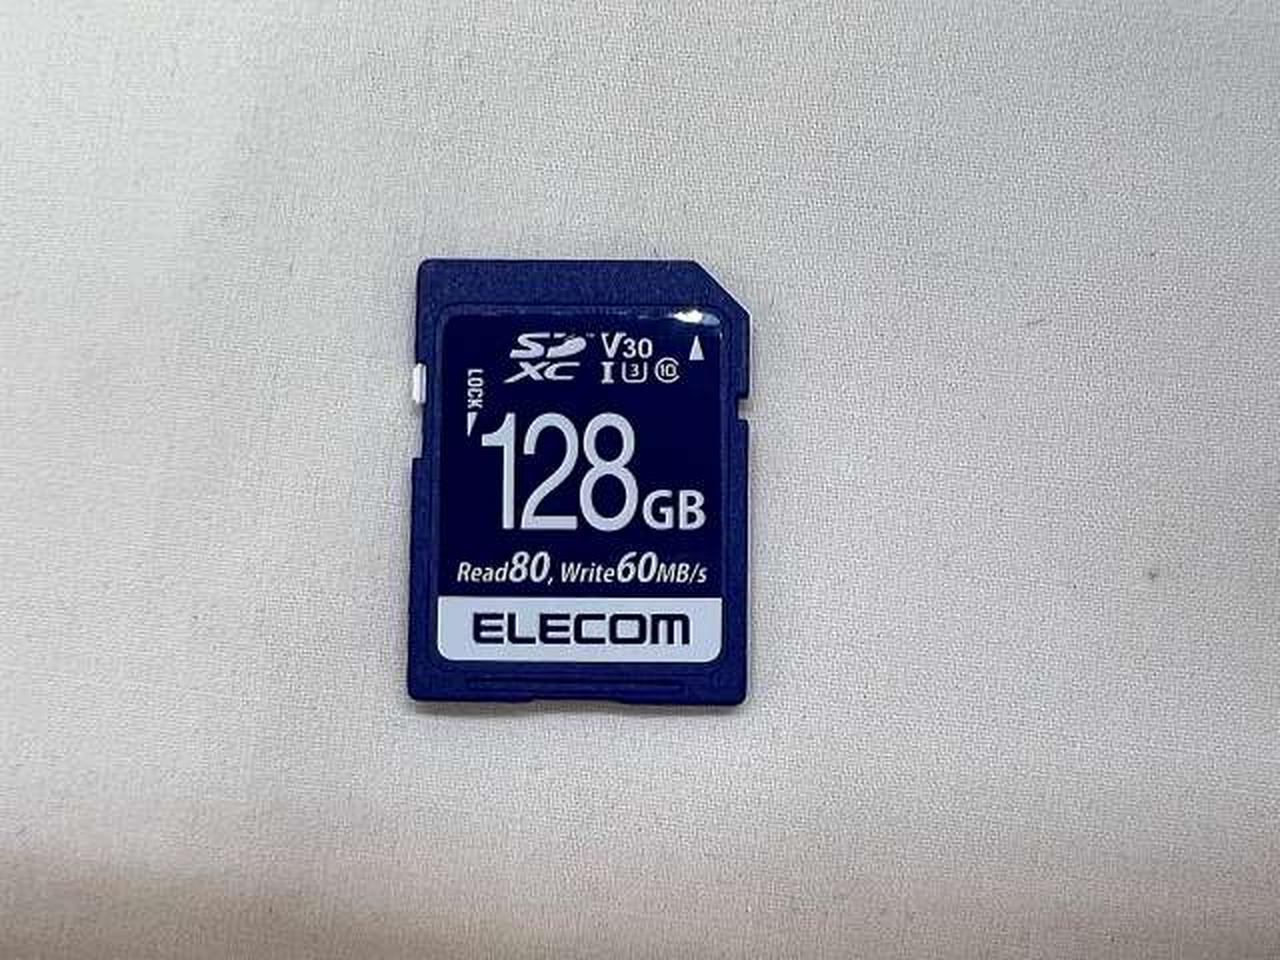 SD XC V30
I 3 10
LOCK
128GB
Read80, Write60MB/s
ELECOM